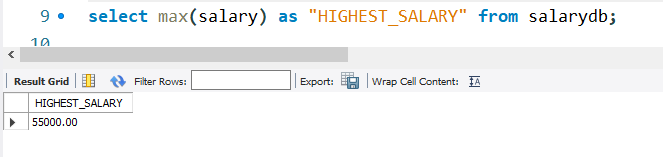 9 select max(salary) as "HIGHEST_SALARY" from salarydb;
10
Result Grid Filter Rows: Export: Wrap Cell Content:
HIGHEST_SALARY
55000.00